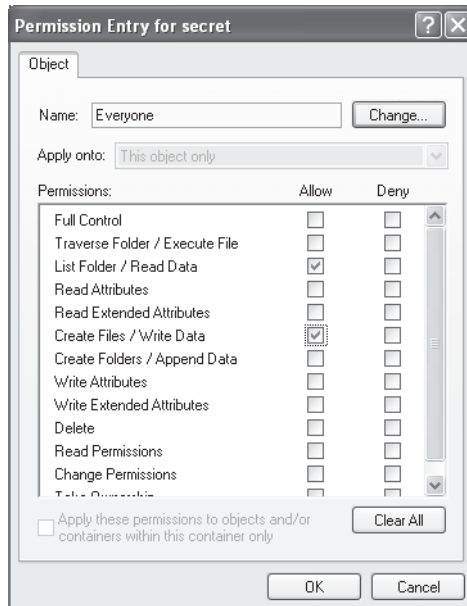 Permission Entry for secret
Object
Name: Everyone Change...
Apply onto: This object only
Permissions: Allow Deny
Full Control
Traverse Folder / Execute File
List Folder / Read Data
Read Attributes
Read Extended Attributes
Create Files / Write Data
Create Folders / Append Data
Write Attributes
Write Extended Attributes
Delete
Read Permissions
Change Permissions
Take Ownership
Apply these permissions to objects and/or Clear All
containers within this container only
OK Cancel